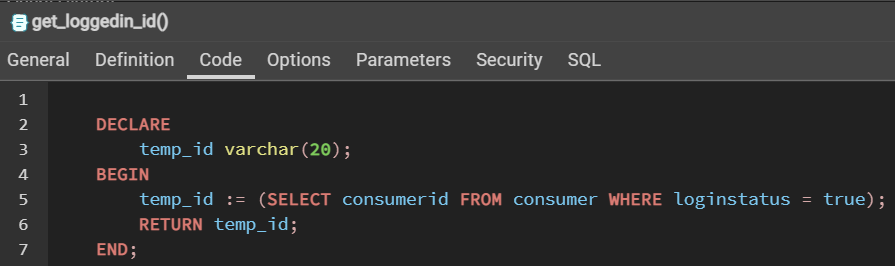 get_loggedin_id()
General Definition Code Options Parameters Security SQL
1
2 DECLARE
3 temp_id varchar(20);
4 BEGIN
5 temp_id := (SELECT consumerid FROM consumer WHERE loginstatus = true);
6 RETURN temp_id;
7 END;